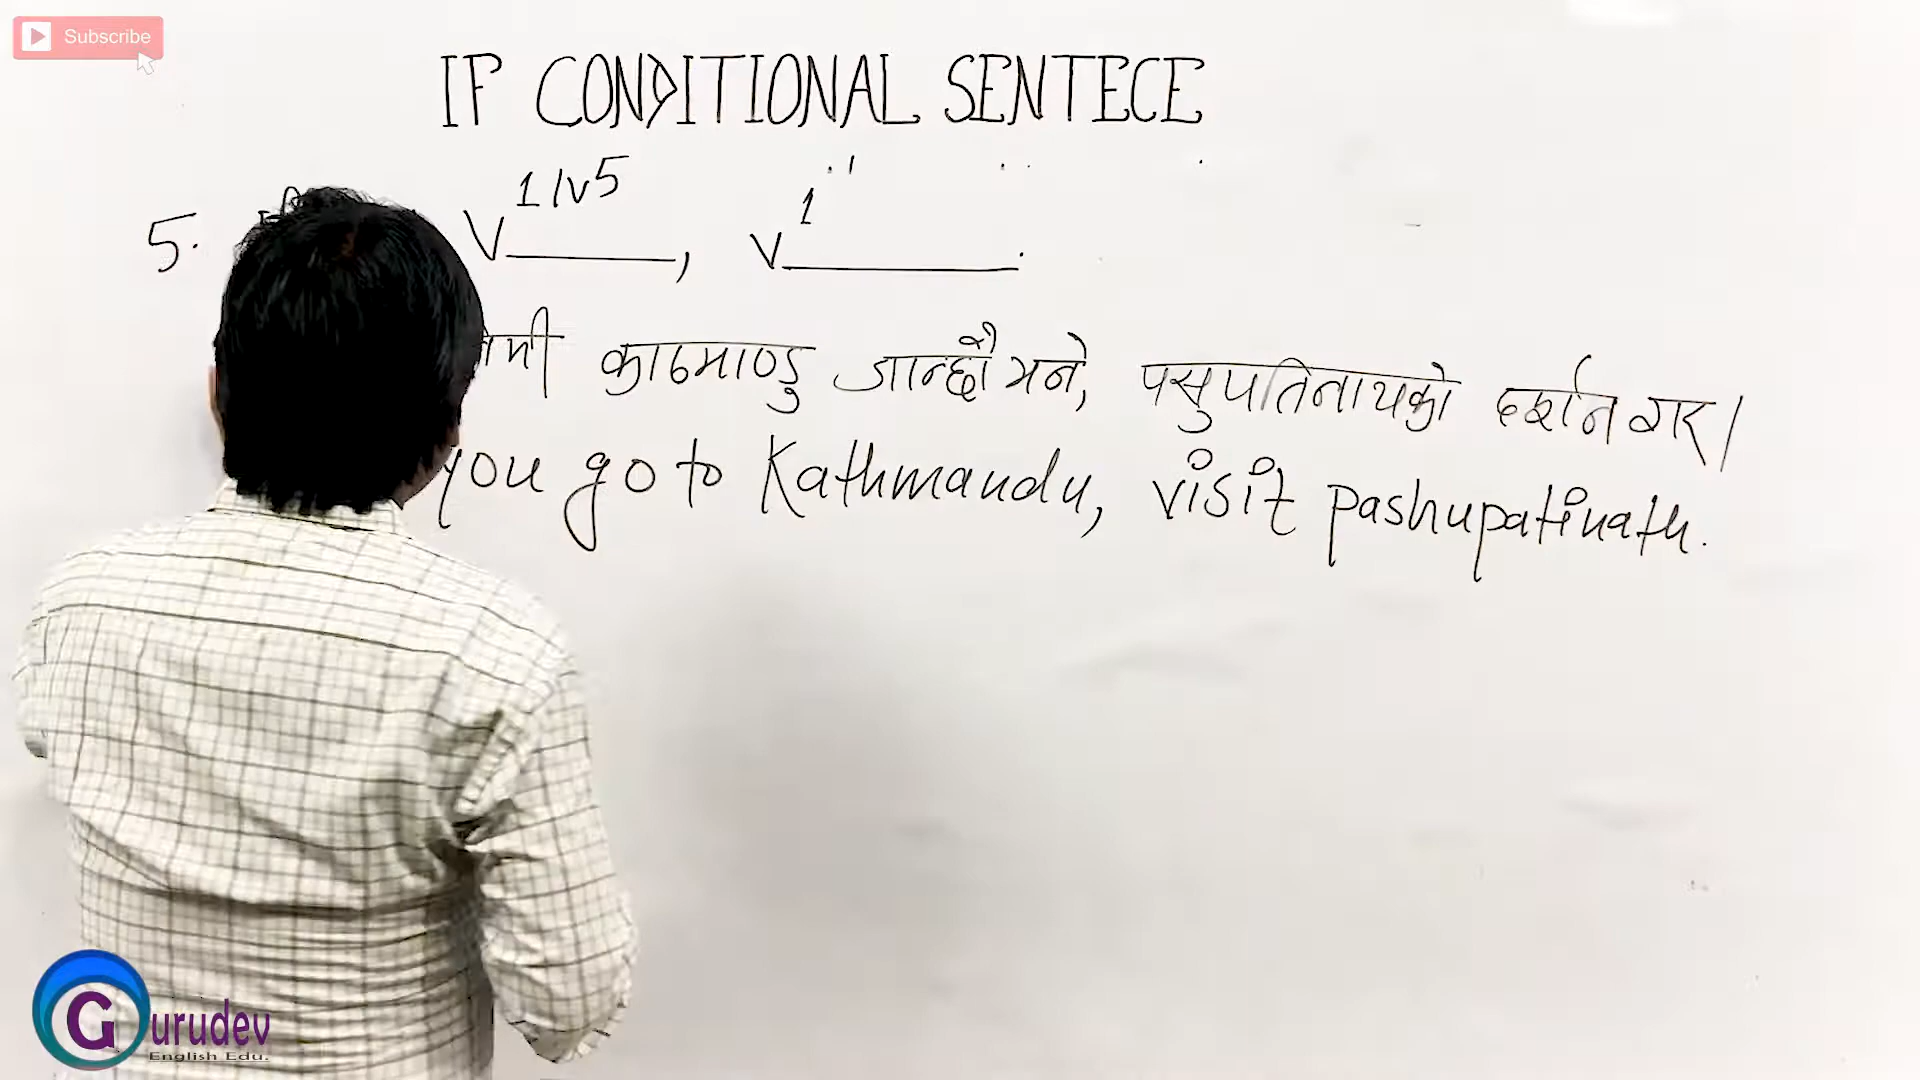 Subscribe
IF CONDITIONAL SENTECE
5. V1/v5 ______, V1 ______.
काठमाण्डु जान्छौ भने, पसुपतिनाथको दर्शन गर।
you go to Kathmandu, visit pashupatinath.
Gurudev
English Edu.